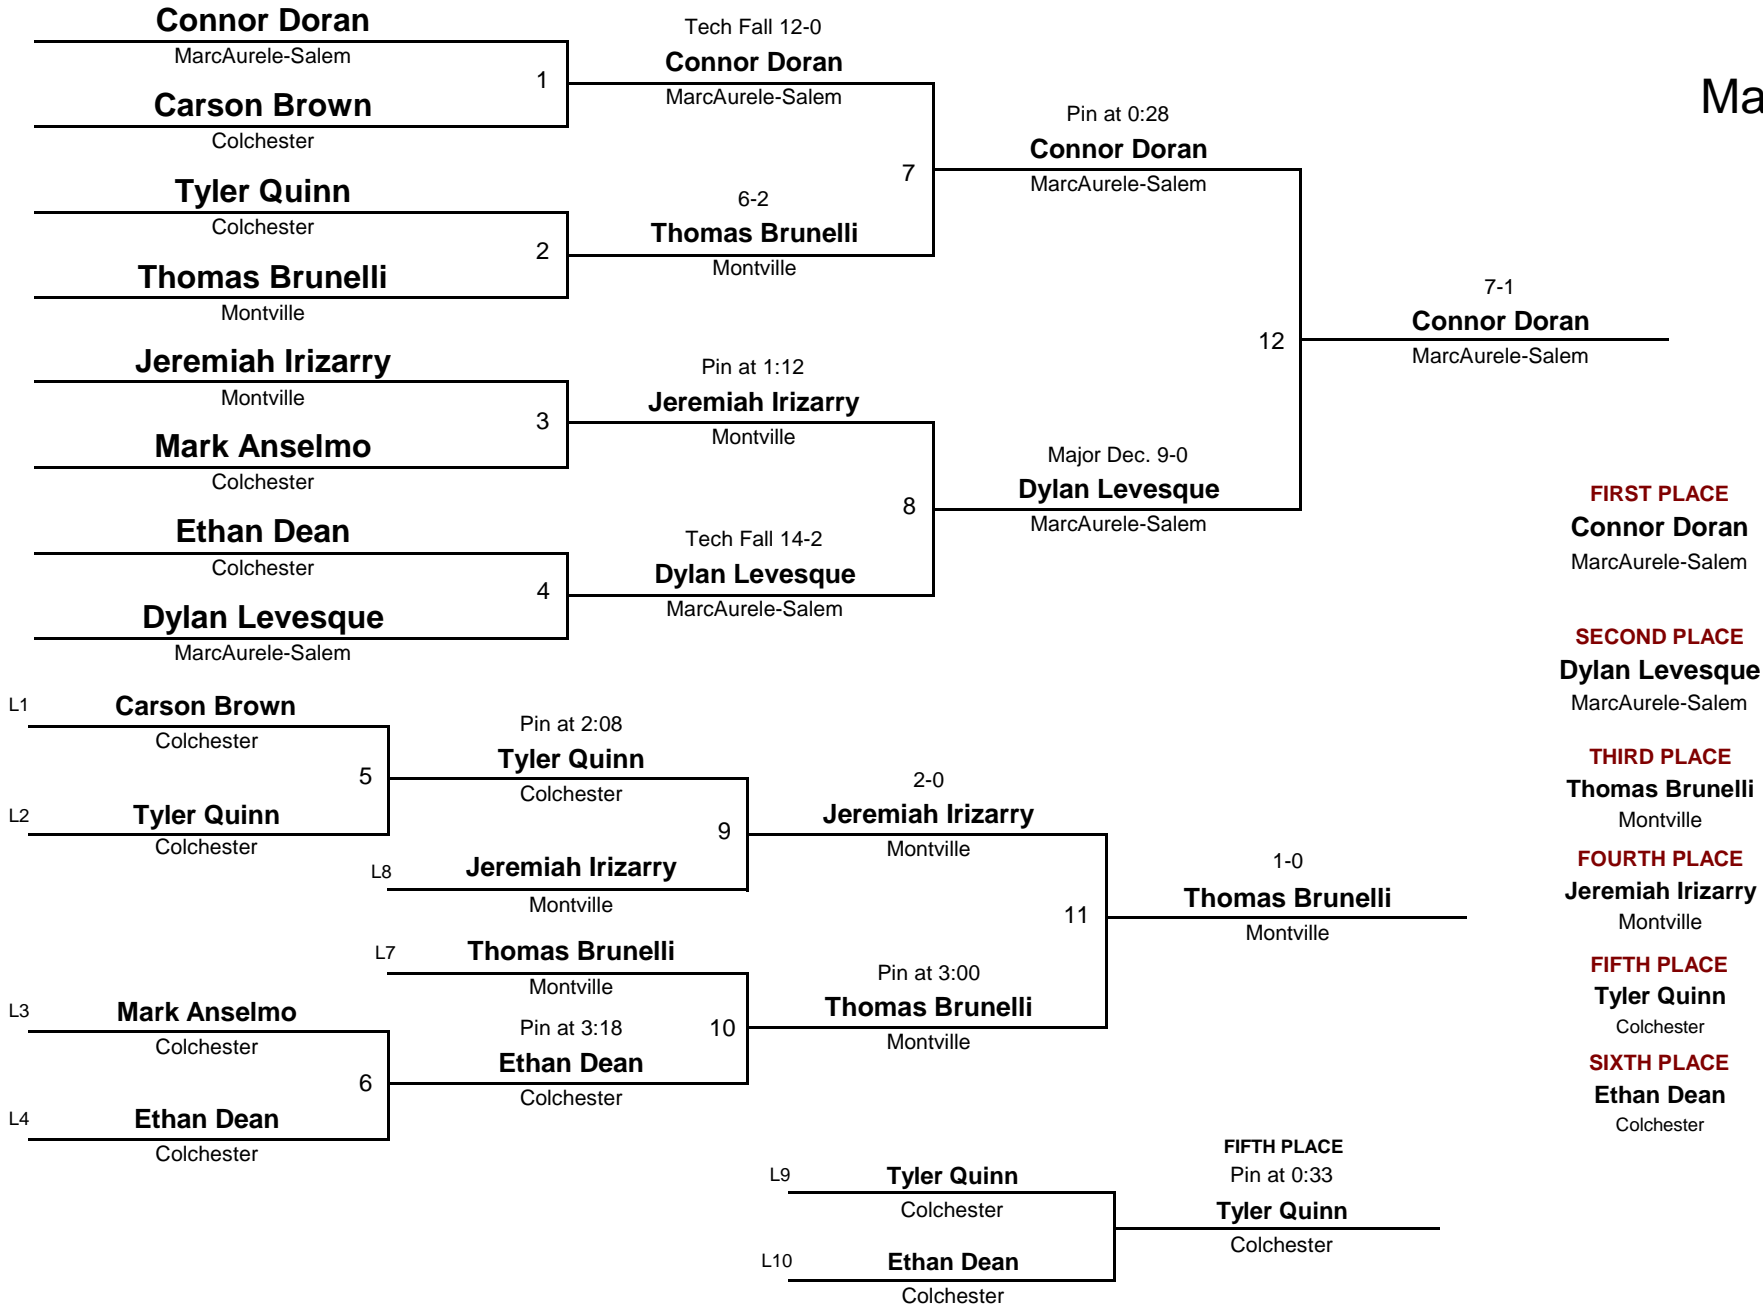 Connor Doran
MarcAurele-Salem
1
Carson Brown
Colchester
Tyler Quinn
Colchester
2
Thomas Brunelli
Montville
Jeremiah Irizarry
Montville
3
Mark Anselmo
Colchester
Ethan Dean
Colchester
4
Dylan Levesque
MarcAurele-Salem
Tech Fall 12-0
Connor Doran
MarcAurele-Salem
7
6-2
Thomas Brunelli
Montville
Pin at 1:12
Jeremiah Irizarry
Montville
8
Tech Fall 14-2
Dylan Levesque
MarcAurele-Salem
Pin at 0:28
Connor Doran
MarcAurele-Salem
12
Major Dec. 9-0
Dylan Levesque
MarcAurele-Salem
7-1
Connor Doran
MarcAurele-Salem
Ma
L1
Carson Brown
Colchester
5
L2
Tyler Quinn
Colchester
L3
Mark Anselmo
Colchester
6
L4
Ethan Dean
Colchester
Pin at 2:08
Tyler Quinn
Colchester
9
L8
Jeremiah Irizarry
Montville
L7
Thomas Brunelli
Montville
10
Pin at 3:18
Ethan Dean
Colchester
2-0
Jeremiah Irizarry
Montville
11
Pin at 3:00
Thomas Brunelli
Montville
1-0
Thomas Brunelli
Montville
L9
Tyler Quinn
Colchester
L10
Ethan Dean
Colchester
FIFTH PLACE
Pin at 0:33
Tyler Quinn
Colchester
FIRST PLACE
Connor Doran
MarcAurele-Salem
SECOND PLACE
Dylan Levesque
MarcAurele-Salem
THIRD PLACE
Thomas Brunelli
Montville
FOURTH PLACE
Jeremiah Irizarry
Montville
FIFTH PLACE
Tyler Quinn
Colchester
SIXTH PLACE
Ethan Dean
Colchester